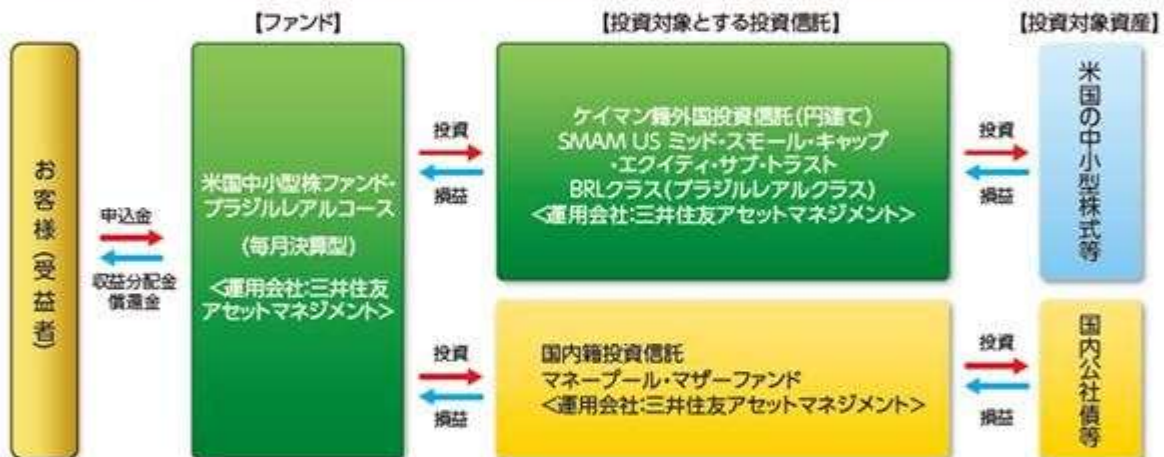 【ファンド】
【投資対象とする投資信託】
【投資対象資産】
お客様(受益者)
申込金
収益分配金
償還金
米国中小型株ファンド・
ブラジルレアルコース
(毎月決算型)
<運用会社:三井住友
アセットマネジメント>
投資
損益
ケイマン籍外国投資信託(円建て)
SMAM US ミッド・スモール・キャップ
・エクイティ・サブ・トラスト
BRLクラス(ブラジルレアルクラス)
<運用会社:三井住友アセットマネジメント>
投資
損益
米国の中小型株式等
投資
損益
国内籍投資信託
マネープール・マザーファンド
<運用会社:三井住友アセットマネジメント>
投資
損益
国内公社債等